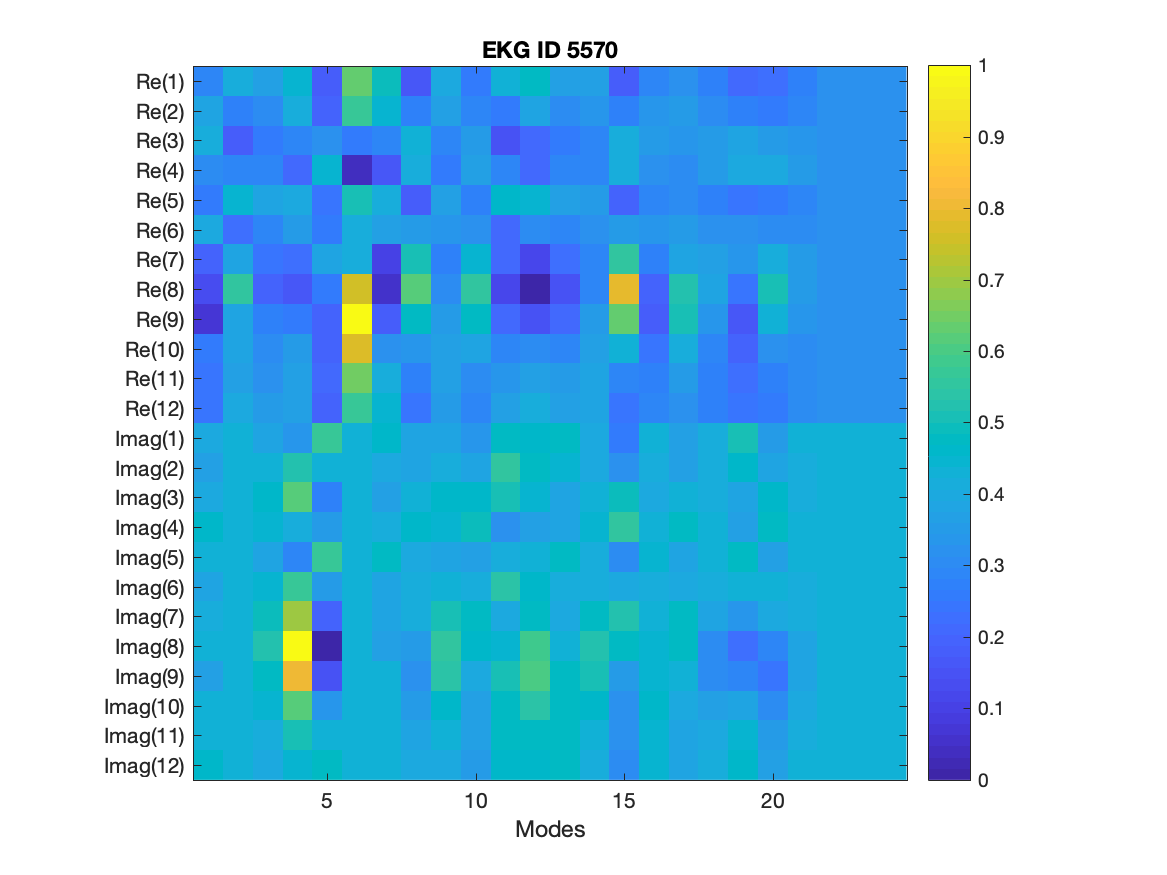 EKG ID 5570
Re(1)
Re(2)
Re(3)
Re(4)
Re(5)
Re(6)
Re(7)
Re(8)
Re(9)
Re(10)
Re(11)
Re(12)
Imag(1)
Imag(2)
Imag(3)
Imag(4)
Imag(5)
Imag(6)
Imag(7)
Imag(8)
Imag(9)
Imag(10)
Imag(11)
Imag(12)
5 10 15 20
Modes
1
0.9
0.8
0.7
0.6
0.5
0.4
0.3
0.2
0.1
0